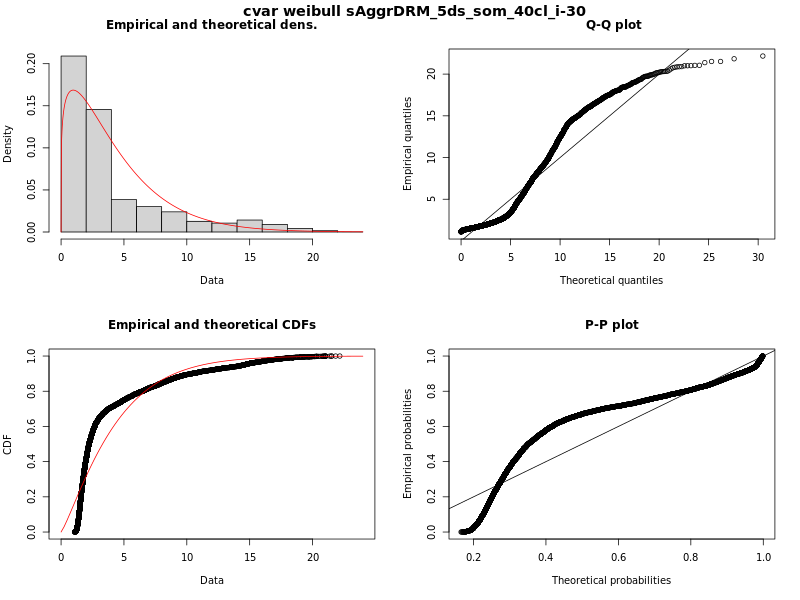 cvar weibull sAggrDRM_5ds_som_40cl_i-30
Empirical and theoretical dens.
Density
0.00 0.05 0.10 0.15 0.20
0 5 10 15 20
Data
Q-Q plot
Empirical quantiles
5 10 15 20
0 5 10 15 20 25 30
Theoretical quantiles
Empirical and theoretical CDFs
CDF
0.0 0.2 0.4 0.6 0.8 1.0
0 5 10 15 20
Data
P-P plot
Empirical probabilities
0.0 0.2 0.4 0.6 0.8 1.0
0.2 0.4 0.6 0.8 1.0
Theoretical probabilities